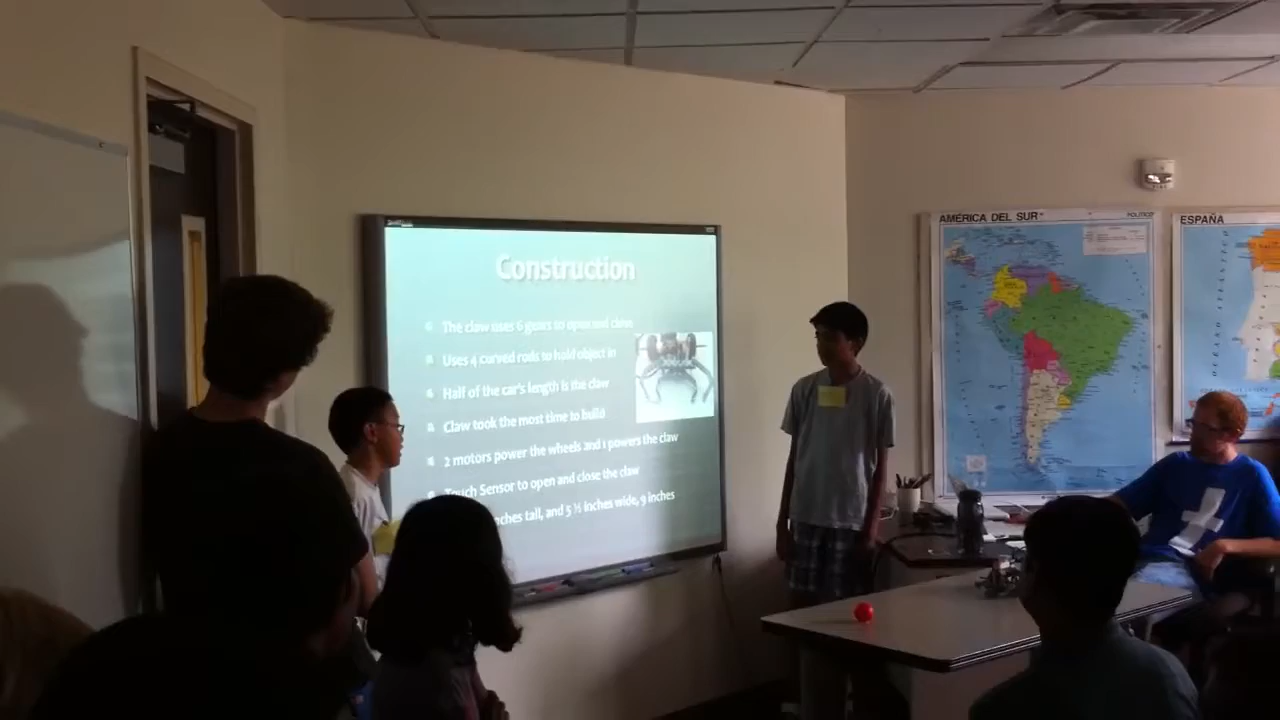 Construction
The claw uses 6 gears to open and close
Uses 4 curved rods to hold object in
Half of the car's length is the claw
Claw took the most time to build
2 motors power the wheels and 1 powers the claw
Touch Sensor to open and close the claw
inches tall, and 5 ½ inches wide, 9 inches
AMÉRICA DEL SUR
POLÍTICO
ESPAÑA